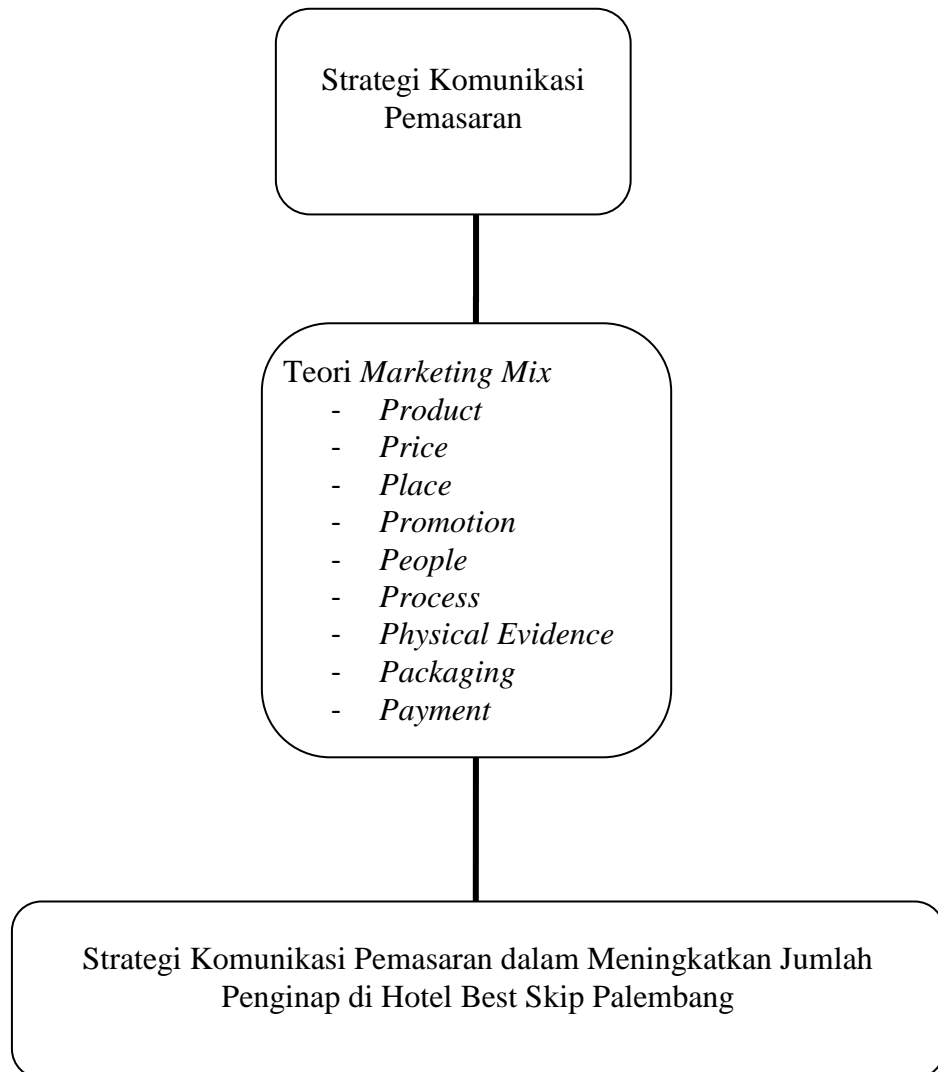 Strategi Komunikasi
Pemasaran
Teori Marketing Mix
- Product
- Price
- Place
- Promotion
- People
- Process
- Physical Evidence
- Packaging
- Payment
Strategi Komunikasi Pemasaran dalam Meningkatkan Jumlah
Penginap di Hotel Best Skip Palembang